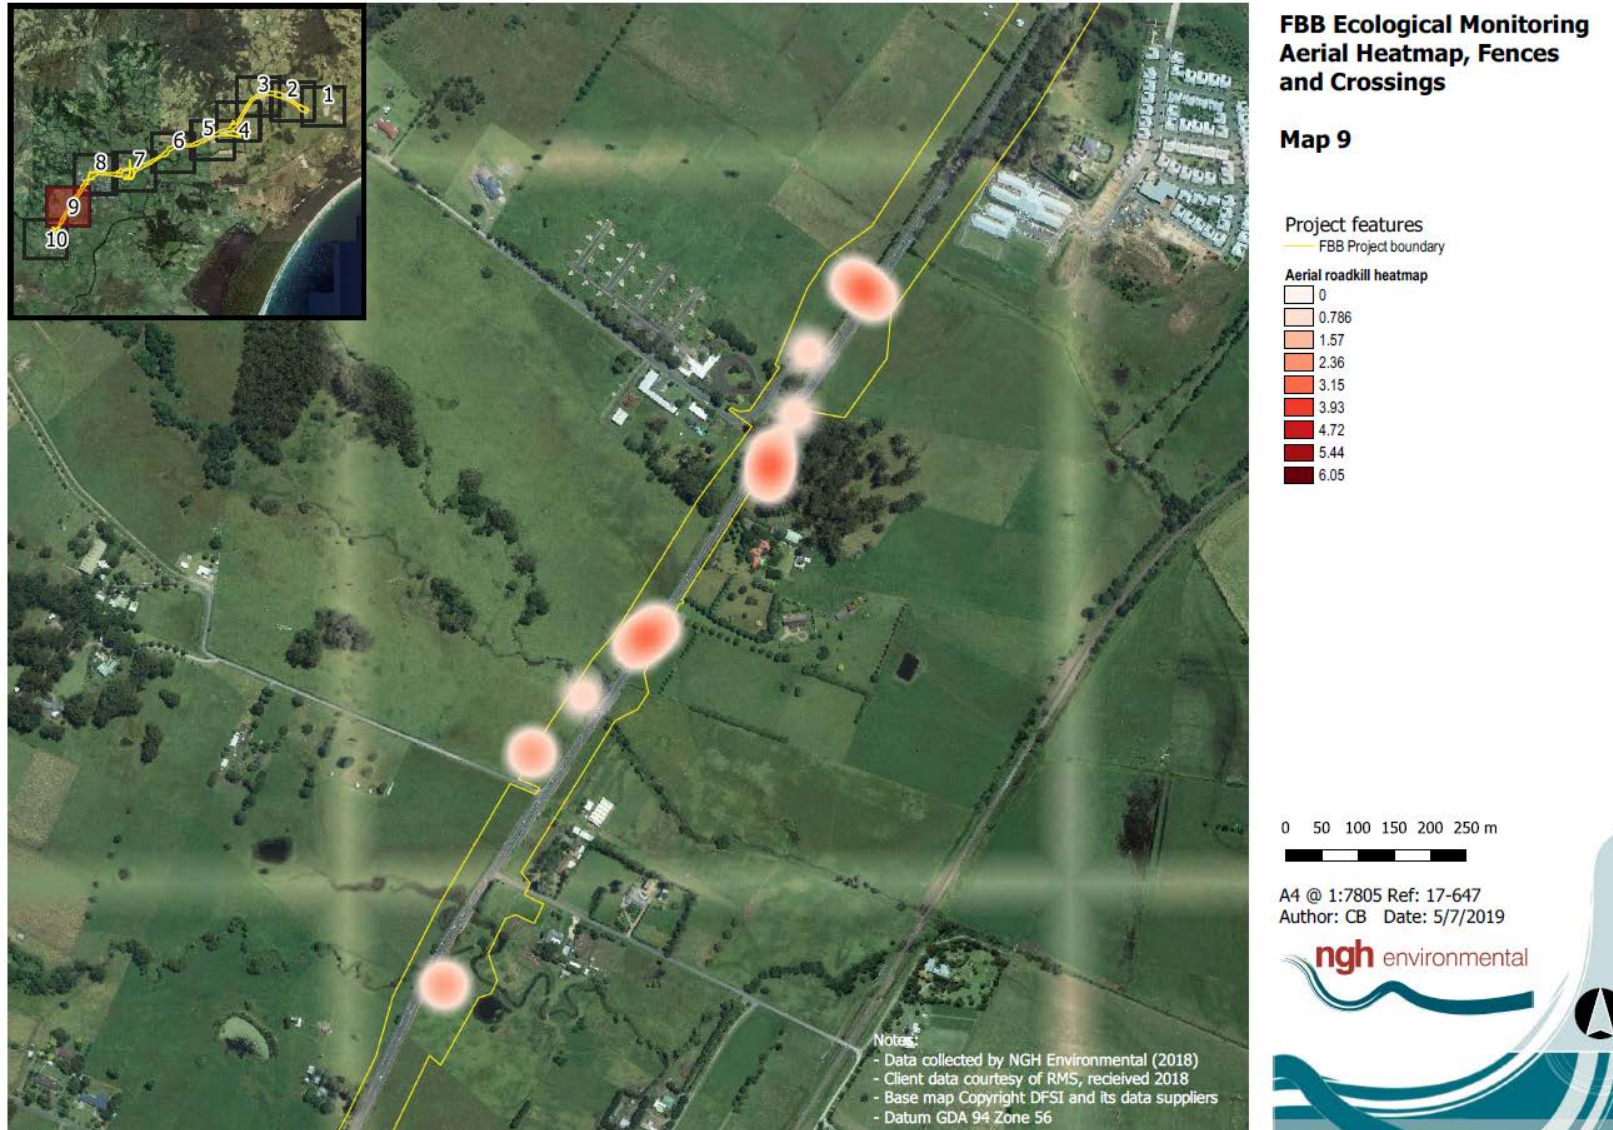 FBB Ecological Monitoring
Aerial Heatmap, Fences
and Crossings
Map 9
Project features
FBB Project boundary
Aerial roadkill heatmap
0
0.786
1.57
2.36
3.15
3.93
4.72
5.44
6.05
1
2
3
4
5
6
7
8
9
10
0 50 100 150 200 250 m
A4 @ 1:7805 Ref: 17-647
Author: CB Date: 5/7/2019
ngh environmental
Notes:
- Data collected by NGH Environmental (2018)
- Client data courtesy of RMS, recieived 2018
- Base map Copyright DFSI and its data suppliers
- Datum GDA 94 Zone 56